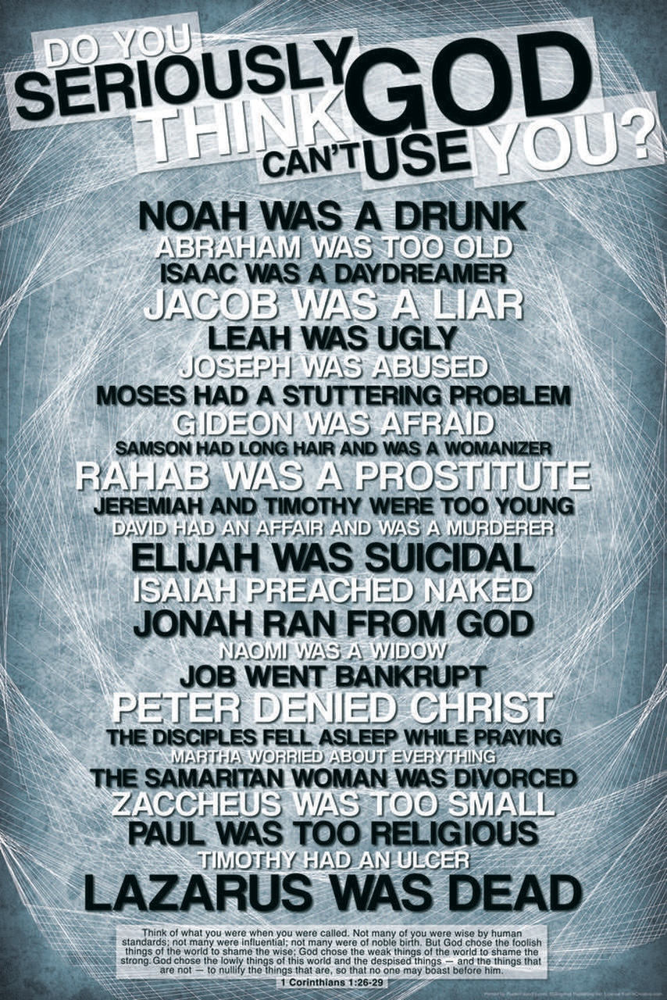 DO YOU
SERIOUSLY
THINK GOD
CAN'T USE YOU?
NOAH WAS A DRUNK
ABRAHAM WAS TOO OLD
ISAAC WAS A DAYDREAMER
JACOB WAS A LIAR
LEAH WAS UGLY
JOSEPH WAS ABUSED
MOSES HAD A STUTTERING PROBLEM
GIDEON WAS AFRAID
SAMSON HAD LONG HAIR AND WAS A WOMANIZER
RAHAB WAS A PROSTITUTE
JEREMIAH AND TIMOTHY WERE TOO YOUNG
DAVID HAD AN AFFAIR AND WAS A MURDERER
ELIJAH WAS SUICIDAL
ISAIAH PREACHED NAKED
JONAH RAN FROM GOD
NAOMI WAS A WIDOW
JOB WENT BANKRUPT
PETER DENIED CHRIST
THE DISCIPLES FELL ASLEEP WHILE PRAYING
MARTHA WORRIED ABOUT EVERYTHING
THE SAMARITAN WOMAN WAS DIVORCED
ZACCHEUS WAS TOO SMALL
PAUL WAS TOO RELIGIOUS
TIMOTHY HAD AN ULCER
LAZARUS WAS DEAD
Think of what you were when you were called. Not many of you were wise by human
standards; not many were influential; not many were of noble birth. But God chose the foolish
things of the world to shame the wise; God chose the weak things of the world to shame the
strong. God chose the lowly things of this world and the despised things — and the things that
are not — to nullify the things that are, so that no one may boast before him.
1 Corinthians 1:26-29